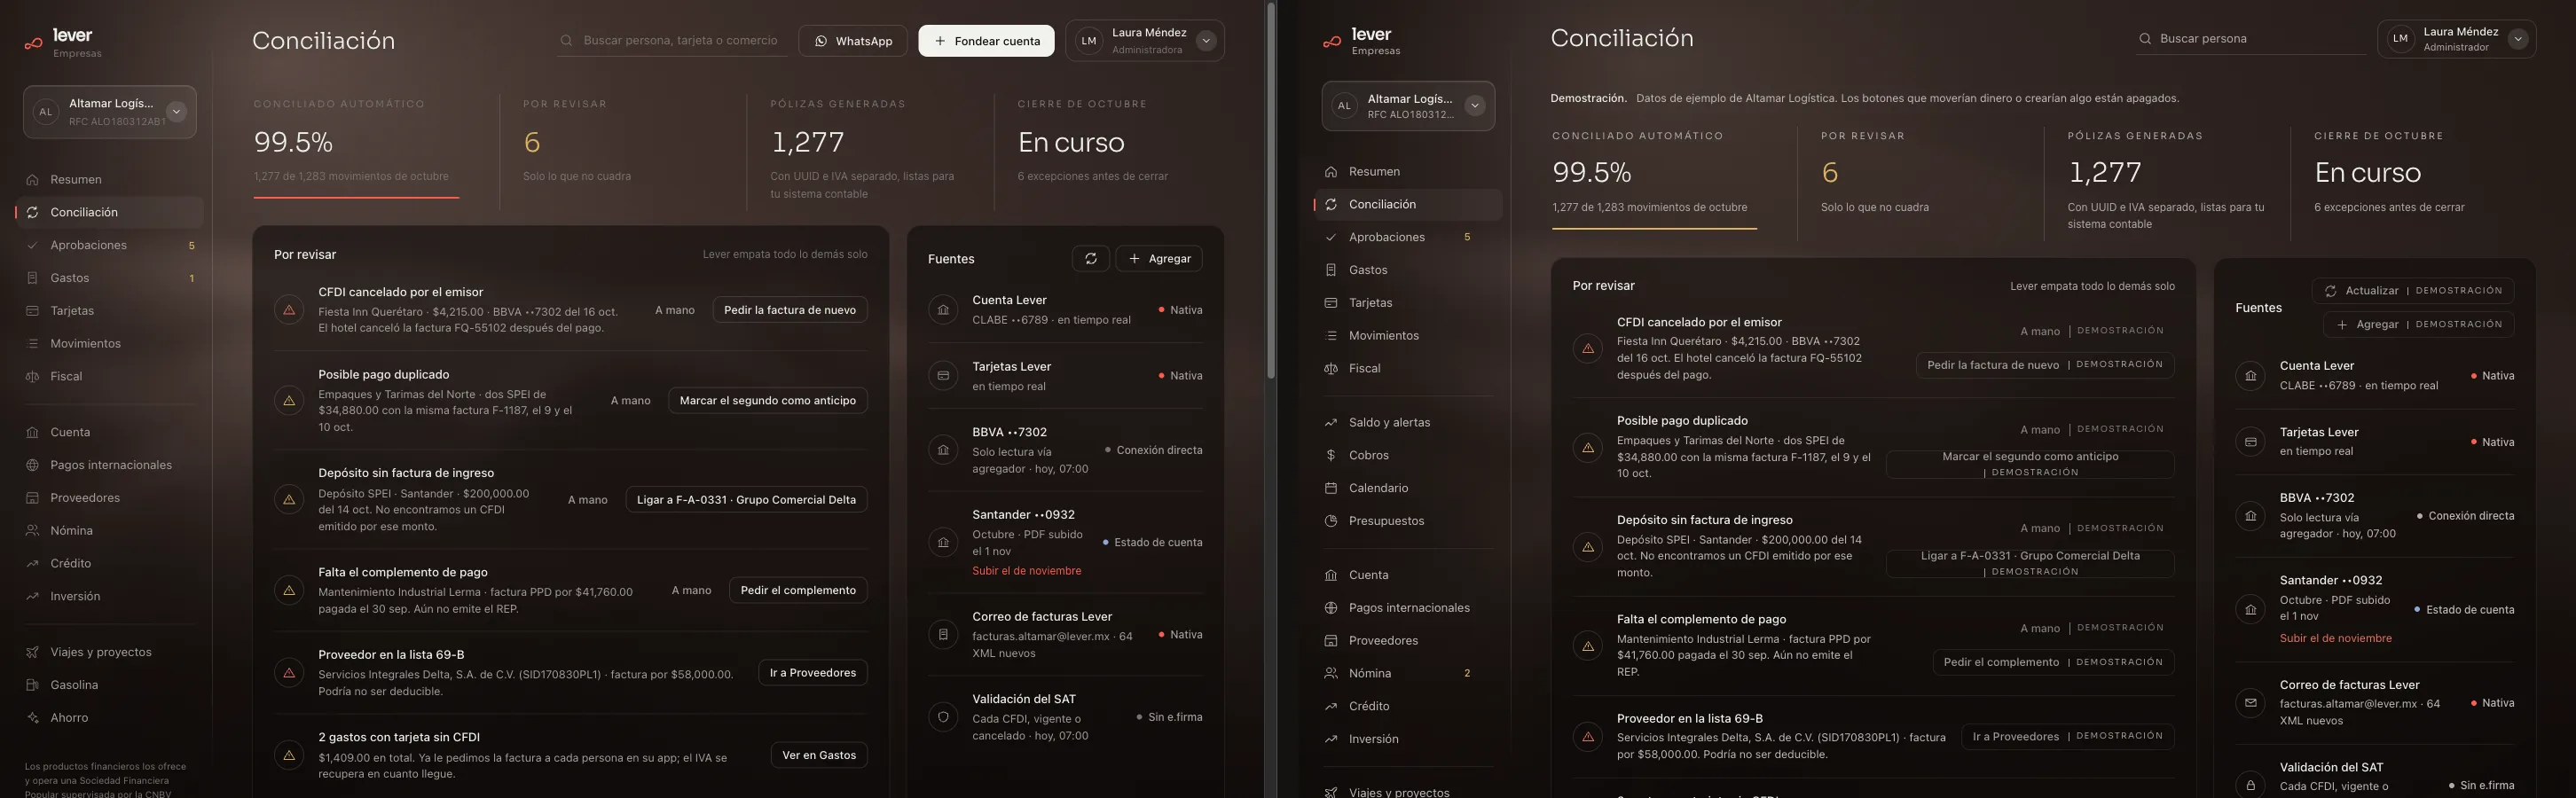 lever
Empresas
AL
Altamar Logís...
RFC ALO180312AB1
Resumen
Conciliación
Aprobaciones 5
Gastos 1
Tarjetas
Movimientos
Fiscal
Cuenta
Pagos internacionales
Proveedores
Nómina
Crédito
Inversión
Viajes y proyectos
Gasolina
Ahorro
Los productos financieros los ofrece
y opera una Sociedad Financiera
Popular supervisada por la CNBV
Conciliación
Buscar persona, tarjeta o comercio
WhatsApp
+ Fondear cuenta
LM
Laura Méndez
Administradora
CONCILIADO AUTOMÁTICO
99.5%
1,277 de 1,283 movimientos de octubre
POR REVISAR
6
Solo lo que no cuadra
PÓLIZAS GENERADAS
1,277
Con UUID e IVA separado, listas para
tu sistema contable
CIERRE DE OCTUBRE
En curso
6 excepciones antes de cerrar
Por revisar
Lever empata todo lo demás solo
CFDI cancelado por el emisor
Fiesta Inn Querétaro · $4,215.00 · BBVA ••7302 del 16 oct.
El hotel canceló la factura FQ-55102 después del pago.
A mano
Pedir la factura de nuevo
Posible pago duplicado
Empaques y Tarimas del Norte · dos SPEI de
$34,880.00 con la misma factura F-1187, el 9 y el
10 oct.
A mano
Marcar el segundo como anticipo
Depósito sin factura de ingreso
Depósito SPEI · Santander · $200,000.00
del 14 oct. No encontramos un CFDI
emitido por ese monto.
A mano
Ligar a F-A-0331 · Grupo Comercial Delta
Falta el complemento de pago
Mantenimiento Industrial Lerma · factura PPD por $41,760.00
pagada el 30 sep. Aún no emite el REP.
A mano
Pedir el complemento
Proveedor en la lista 69-B
Servicios Integrales Delta, S.A. de C.V. (SID170830PL1) · factura por $58,000.00.
Podría no ser deducible.
Ir a Proveedores
2 gastos con tarjeta sin CFDI
$1,409.00 en total. Ya le pedimos la factura a cada persona en su app; el IVA se
recupera en cuanto llegue.
Ver en Gastos
Fuentes
+ Agregar
Cuenta Lever
CLABE ••6789 · en tiempo real
Nativa
Tarjetas Lever
en tiempo real
Nativa
BBVA ••7302
Solo lectura vía
agregador · hoy, 07:00
Conexión directa
Santander ••0932
Octubre · PDF subido
el 1 nov
Subir el de noviembre
Estado de cuenta
Correo de facturas Lever
facturas.altamar@lever.mx · 64
XML nuevos
Nativa
Validación del SAT
Cada CFDI, vigente o
cancelado · hoy, 07:00
Sin e.firma
lever
Empresas
AL
Altamar Logís...
RFC ALO180312...
Resumen
Conciliación
Aprobaciones 5
Gastos
Tarjetas
Movimientos
Fiscal
Saldo y alertas
Cobros
Calendario
Presupuestos
Cuenta
Pagos internacionales
Proveedores
Nómina 2
Crédito
Inversión
Viajes y proyectos
Conciliación
Buscar persona
LM
Laura Méndez
Administrador
Demostración. Datos de ejemplo de Altamar Logística. Los botones que moverían dinero o crearían algo están apagados.
CONCILIADO AUTOMÁTICO
99.5%
1,277 de 1,283 movimientos de octubre
POR REVISAR
6
Solo lo que no cuadra
PÓLIZAS GENERADAS
1,277
Con UUID e IVA separado, listas para tu
sistema contable
CIERRE DE OCTUBRE
En curso
6 excepciones antes de cerrar
Por revisar
Lever empata todo lo demás solo
CFDI cancelado por el emisor
Fiesta Inn Querétaro · $4,215.00 · BBVA ••7302
del 16 oct. El hotel canceló la factura FQ-55102
después del pago.
A mano | DEMOSTRACIÓN
Pedir la factura de nuevo | DEMOSTRACIÓN
Posible pago duplicado
Empaques y Tarimas del Norte · dos SPEI de
$34,880.00 con la misma factura F-1187, el 9 y el
10 oct.
A mano | DEMOSTRACIÓN
Marcar el segundo como anticipo
| DEMOSTRACIÓN
Depósito sin factura de ingreso
Depósito SPEI · Santander · $200,000.00 del 14
oct. No encontramos un CFDI emitido por ese
monto.
A mano | DEMOSTRACIÓN
Ligar a F-A-0331 · Grupo Comercial Delta
| DEMOSTRACIÓN
Falta el complemento de pago
Mantenimiento Industrial Lerma · factura PPD por
$41,760.00 pagada el 30 sep. Aún no emite el
REP.
A mano | DEMOSTRACIÓN
Pedir el complemento | DEMOSTRACIÓN
Proveedor en la lista 69-B
Servicios Integrales Delta, S.A. de C.V. (SID170830PL1) · factura
por $58,000.00. Podría no ser deducible.
Ir a Proveedores | DEMOSTRACIÓN
Fuentes
Actualizar | DEMOSTRACIÓN
+ Agregar | DEMOSTRACIÓN
Cuenta Lever
CLABE ••6789 · en tiempo real
Nativa
Tarjetas Lever
en tiempo real
Nativa
BBVA ••7302
Solo lectura vía
agregador · hoy, 07:00
Conexión directa
Santander ••0932
Octubre · PDF subido
el 1 nov
Subir el de noviembre
Estado de cuenta
Correo de facturas Lever
facturas.altamar@lever.mx · 64
XML nuevos
Nativa
Validación del SAT
Cada CFDI, vigente o
Sin e.firma